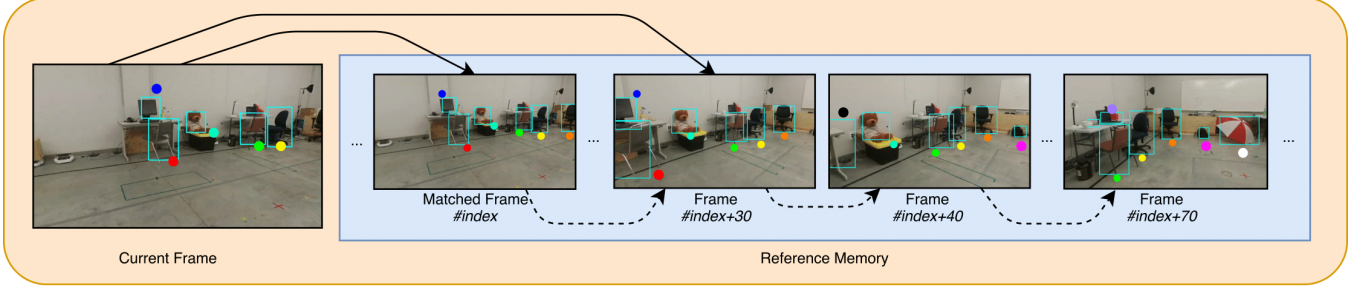 ...
...
...
...
Matched Frame
#index
Frame
#index+30
Frame
#index+40
Frame
#index+70
Current Frame
Reference Memory